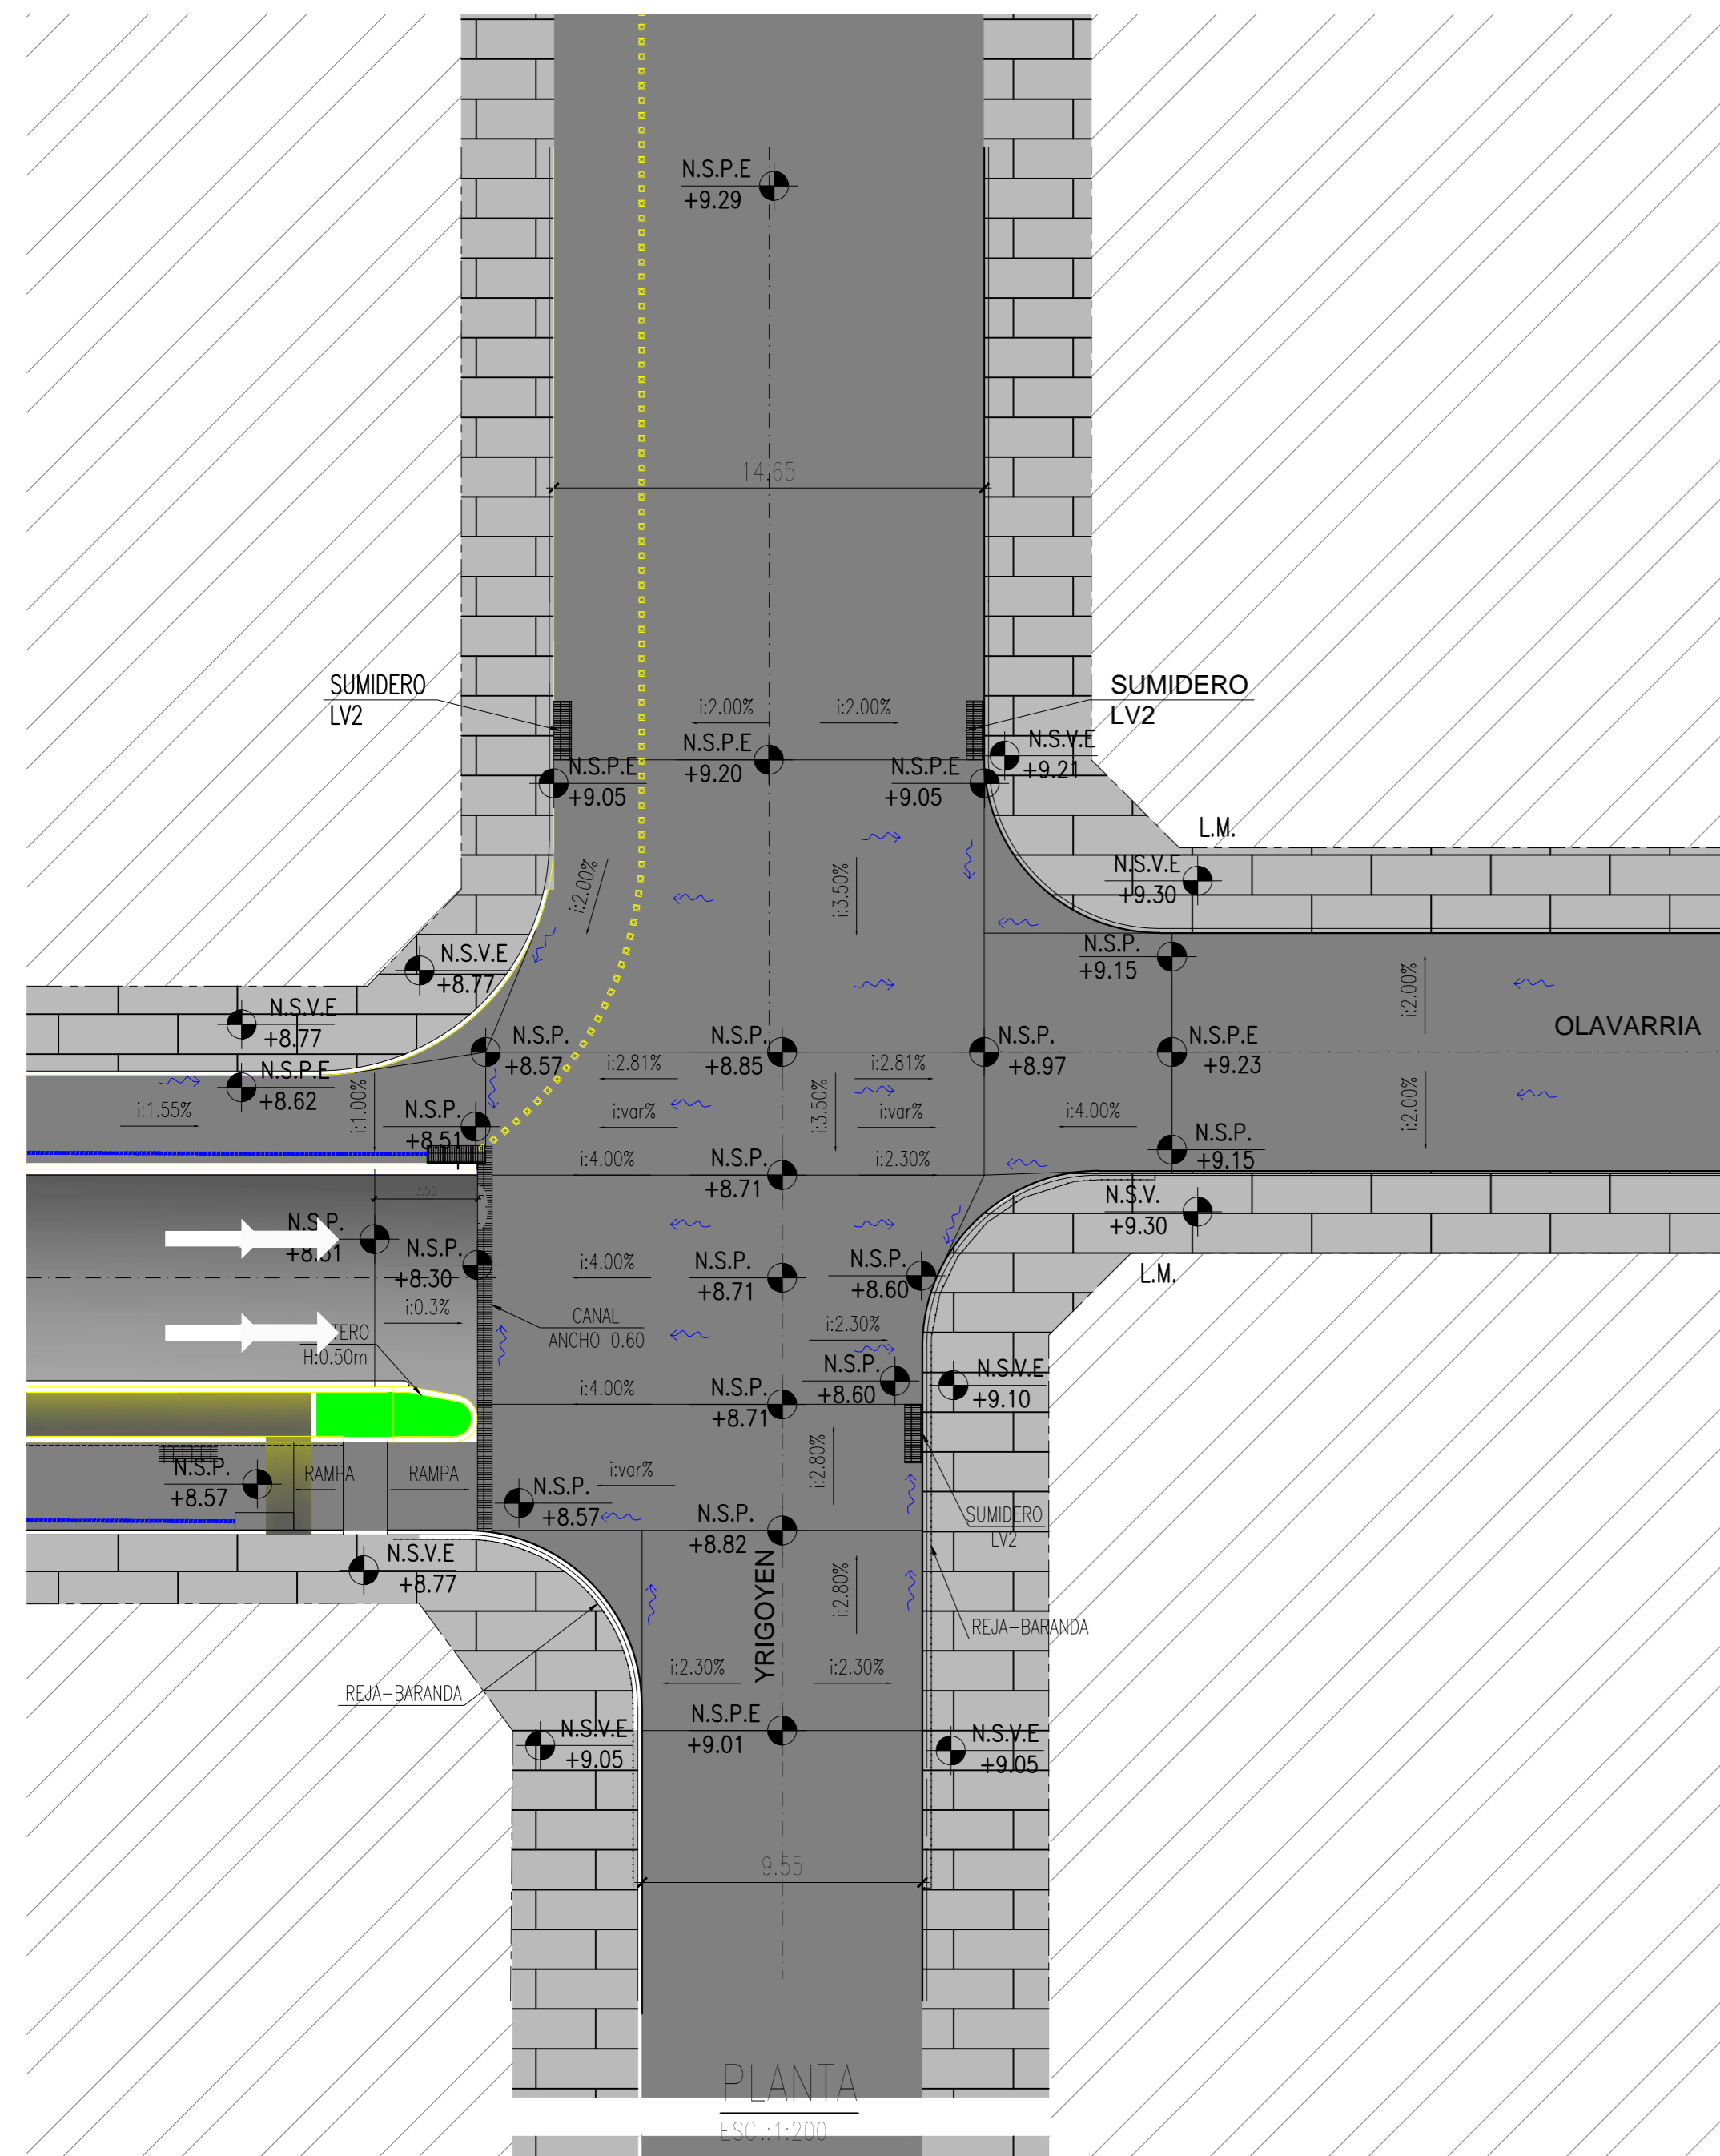 N.S.P.E
+9.29
14.65
SUMIDERO
LV2
SUMIDERO
LV2
i:2.00%
i:2.00%
N.S.P.E
+9.20
N.S.V.E
+9.21
N.S.P.E
+9.05
N.S.P.E
+9.05
L.M.
i:2.00%
i:3.50%
N.S.V.E
+9.30
N.S.V.E
+8.77
N.S.P.
+9.15
i:2.00%
N.S.V.E
+8.77
OLAVARRIA
N.S.P.
+8.57
N.S.P.
+8.85
N.S.P.
+8.97
N.S.P.E
+9.23
N.S.P.E
+8.62
i:2.81%
i:2.81%
i:1.55%
i:1.00%
N.S.P.
+8.51
i:var%
i:3.50%
i:var%
i:4.00%
i:2.00%
N.S.P.
+9.15
i:4.00%
N.S.P.
+8.71
i:2.30%
3.50
N.S.V.
+9.30
N.S.P.
+8.51
N.S.P.
+8.30
i:4.00%
N.S.P.
+8.71
N.S.P.
+8.60
L.M.
i:0.3%
CANAL
ANCHO 0.60
i:2.30%
TERO
H:0.50m
i:4.00%
N.S.P.
+8.71
N.S.P.
+8.60
N.S.V.E
+9.10
i:2.80%
N.S.P.
+8.57
RAMPA
RAMPA
i:var%
N.S.P.
+8.57
N.S.P.
+8.82
SUMIDERO
LV2
N.S.V.E
+8.77
YRIGOYEN
i:2.80%
REJA-BARANDA
i:2.30%
i:2.30%
REJA-BARANDA
N.S.V.E
+9.05
N.S.P.E
+9.01
N.S.V.E
+9.05
9.55
PLANTA
ESC.:1:200